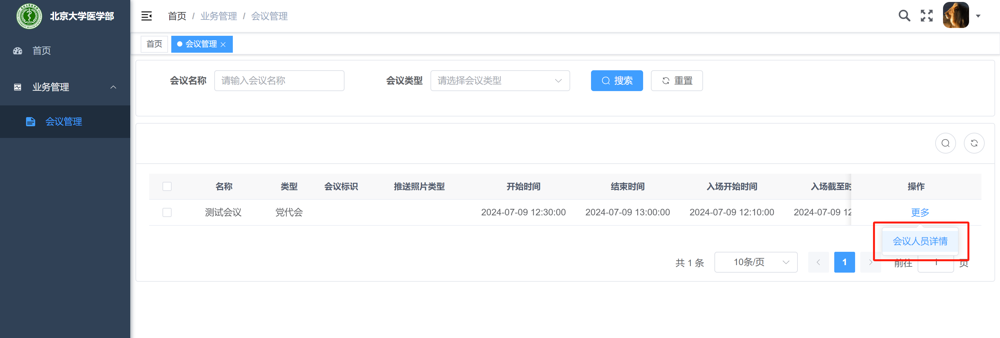 北京大学医学部
首页 / 业务管理 / 会议管理
首页
业务管理
会议管理
首页 会议管理
会议名称 请输入会议名称 会议类型 请选择会议类型 搜索 重置
名称 类型 会议标识 推送照片类型 开始时间 结束时间 入场开始时间 入场截至时 操作
测试会议 党代会 2024-07-09 12:30:00 2024-07-09 13:00:00 2024-07-09 12:10:00 2024-07-09 12 更多
会议人员详情
共 1 条 10条/页 1 前往 1 页